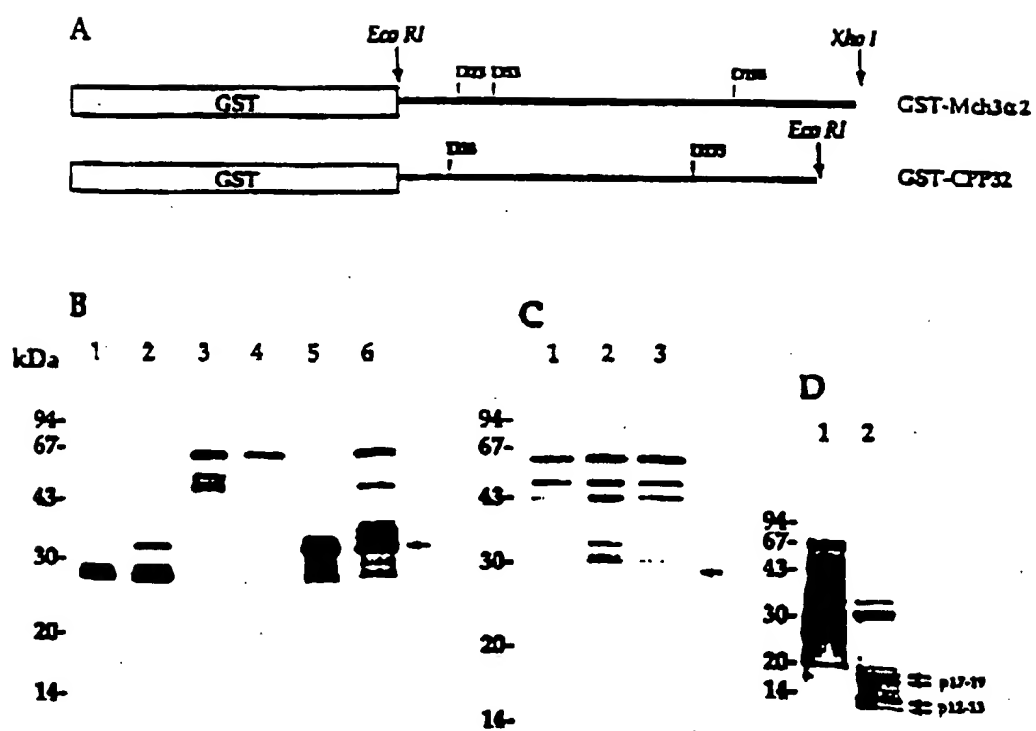 A
Eco RI
Xho I
D53
GST
GST-Mch3α2
Eco RI
GST
GST-CPP32
B
kDa
1 2 3 4 5 6
94-
67-
43-
30-
20-
14-
C
1 2 3
94-
67-
43-
30-
20-
14-
D
1 2
94-
67-
43-
30-
20-
14-
p17-19
p12-13